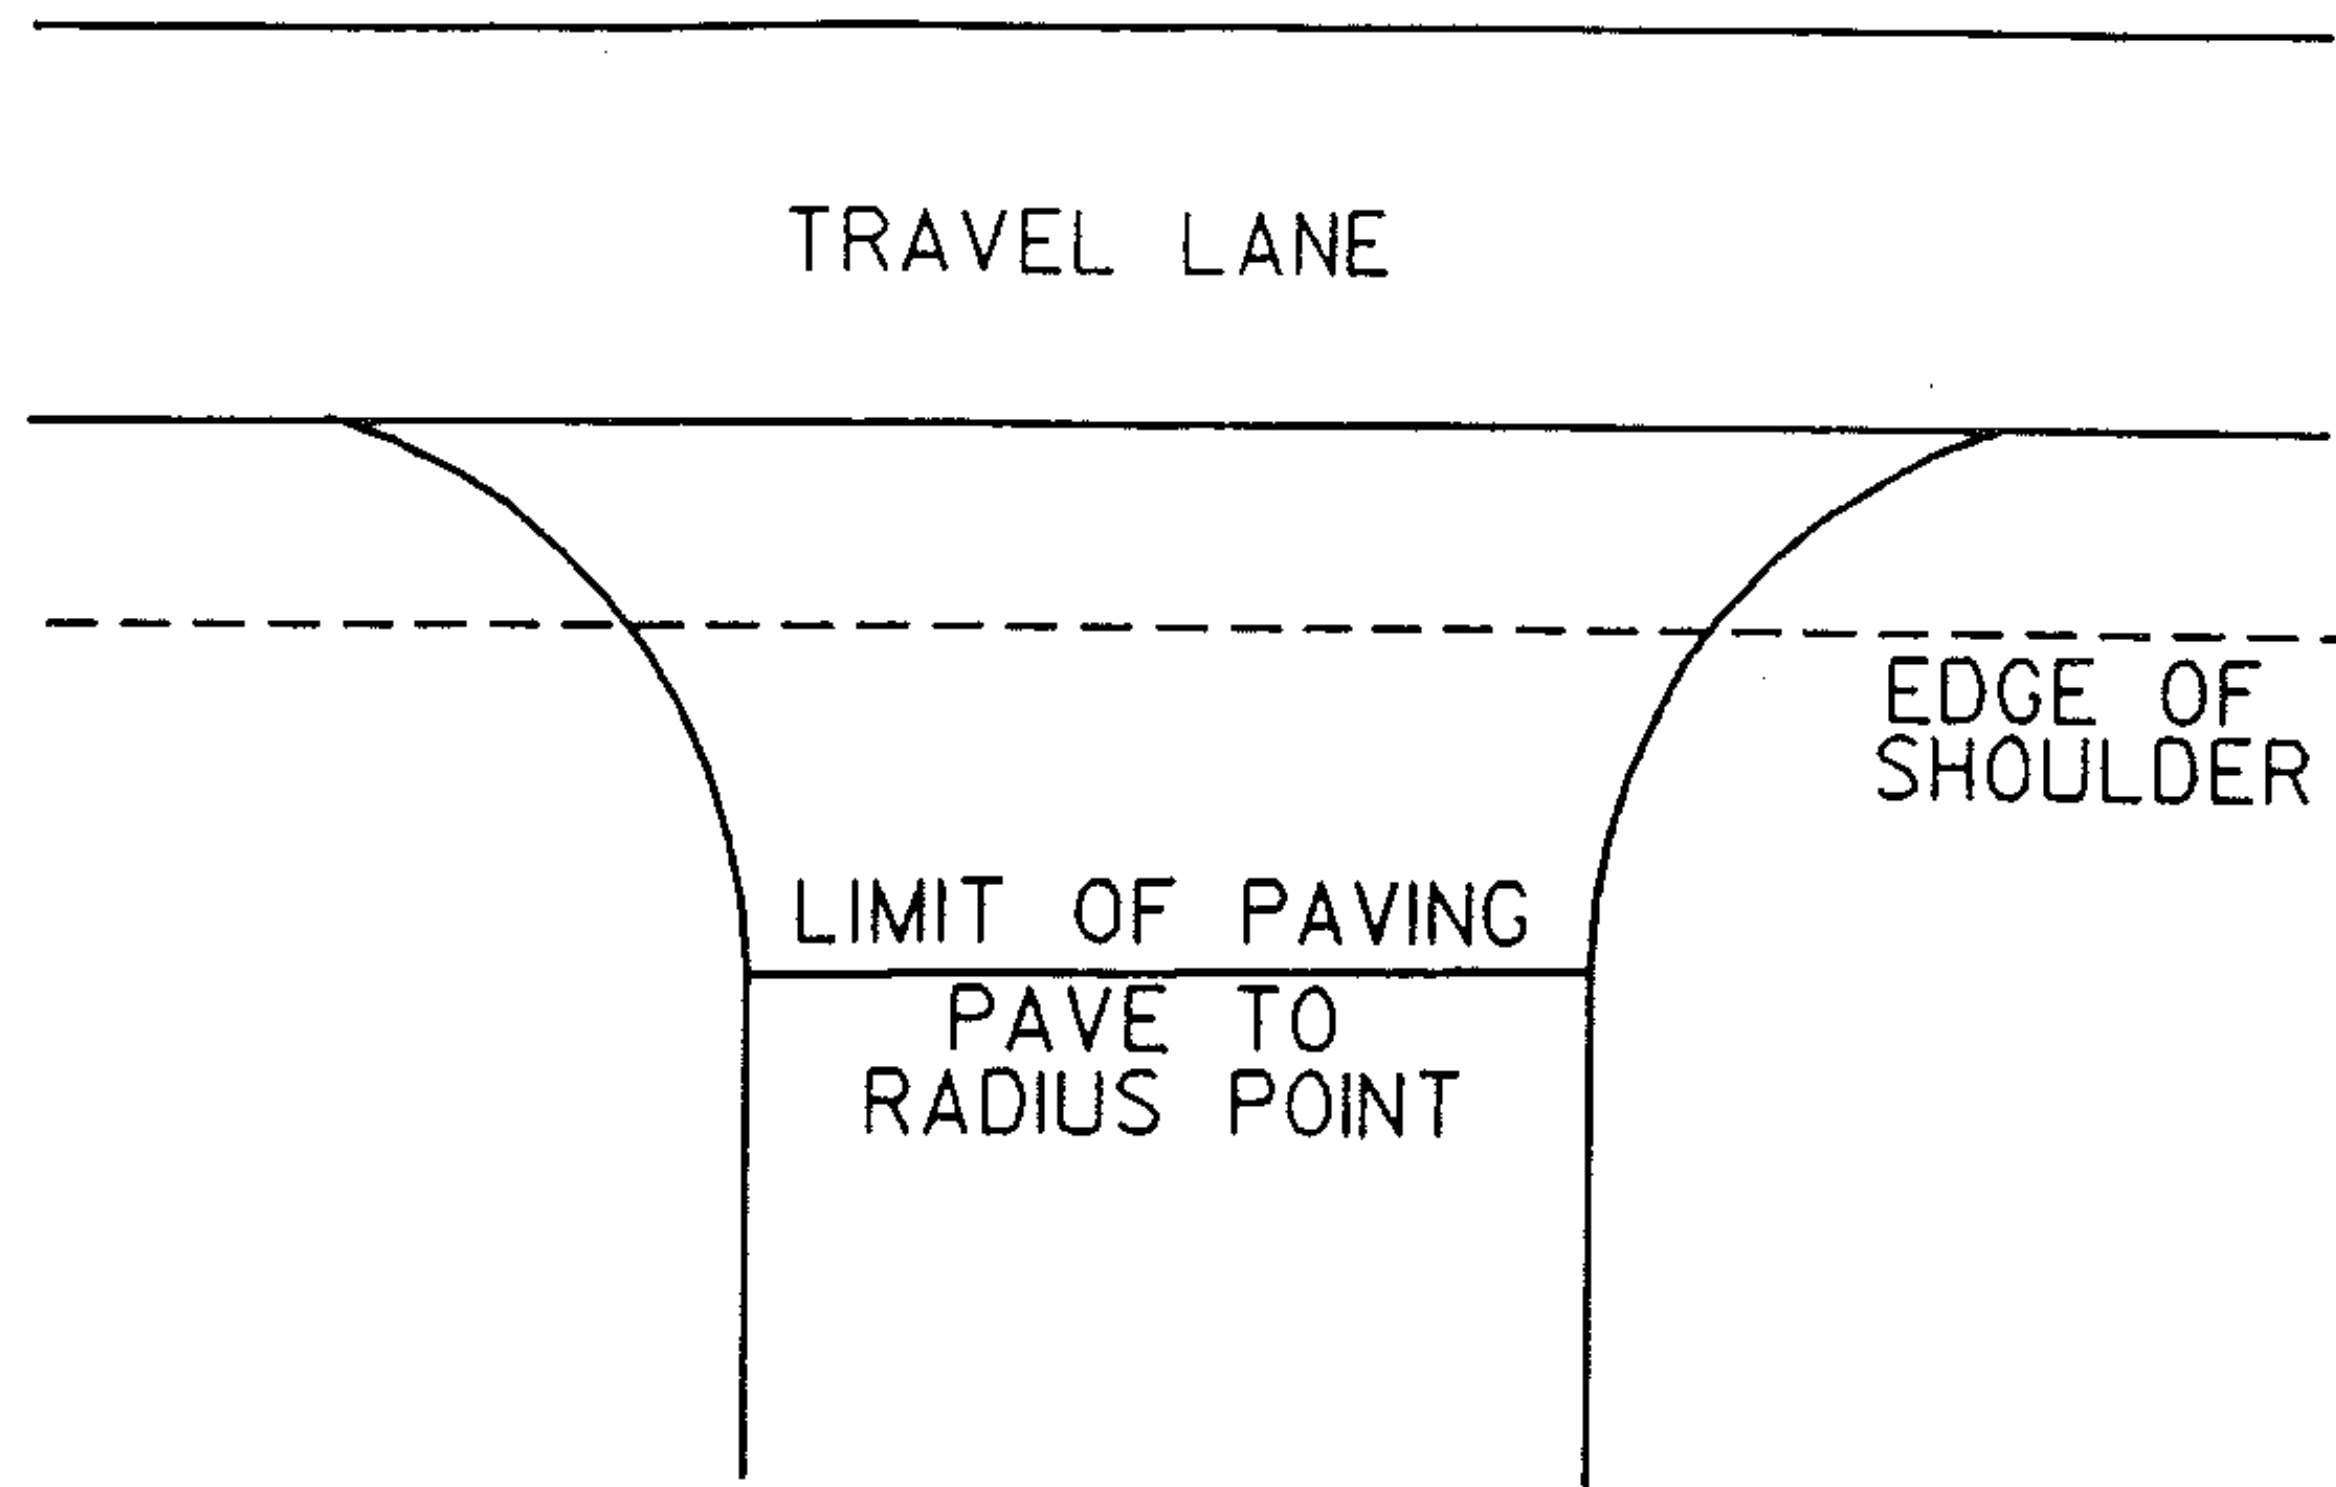 TRAVEL LANE
EDGE OF
SHOULDER
LIMIT OF PAVING
PAVE TO
RADIUS POINT